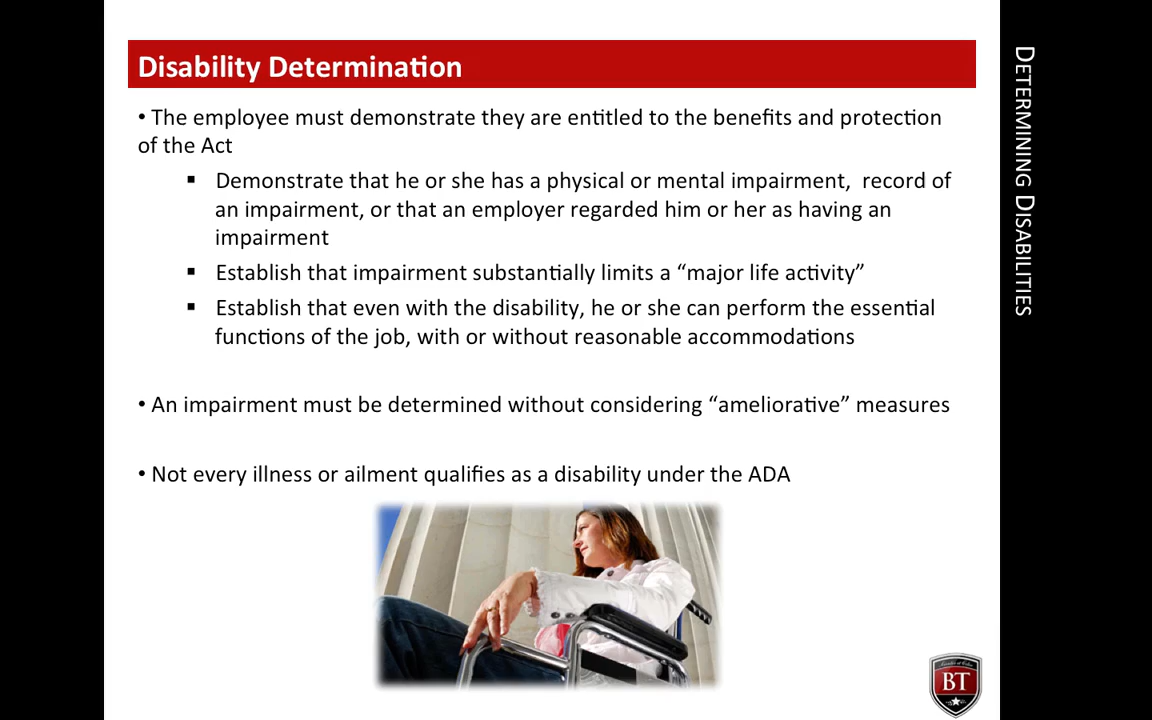 Disability Determination
• The employee must demonstrate they are entitled to the benefits and protection
of the Act
▪ Demonstrate that he or she has a physical or mental impairment,  record of
an impairment, or that an employer regarded him or her as having an
impairment
▪ Establish that impairment substantially limits a “major life activity”
▪ Establish that even with the disability, he or she can perform the essential
functions of the job, with or without reasonable accommodations
• An impairment must be determined without considering “ameliorative” measures
• Not every illness or ailment qualifies as a disability under the ADA
DETERMINING DISABILITIES
BT